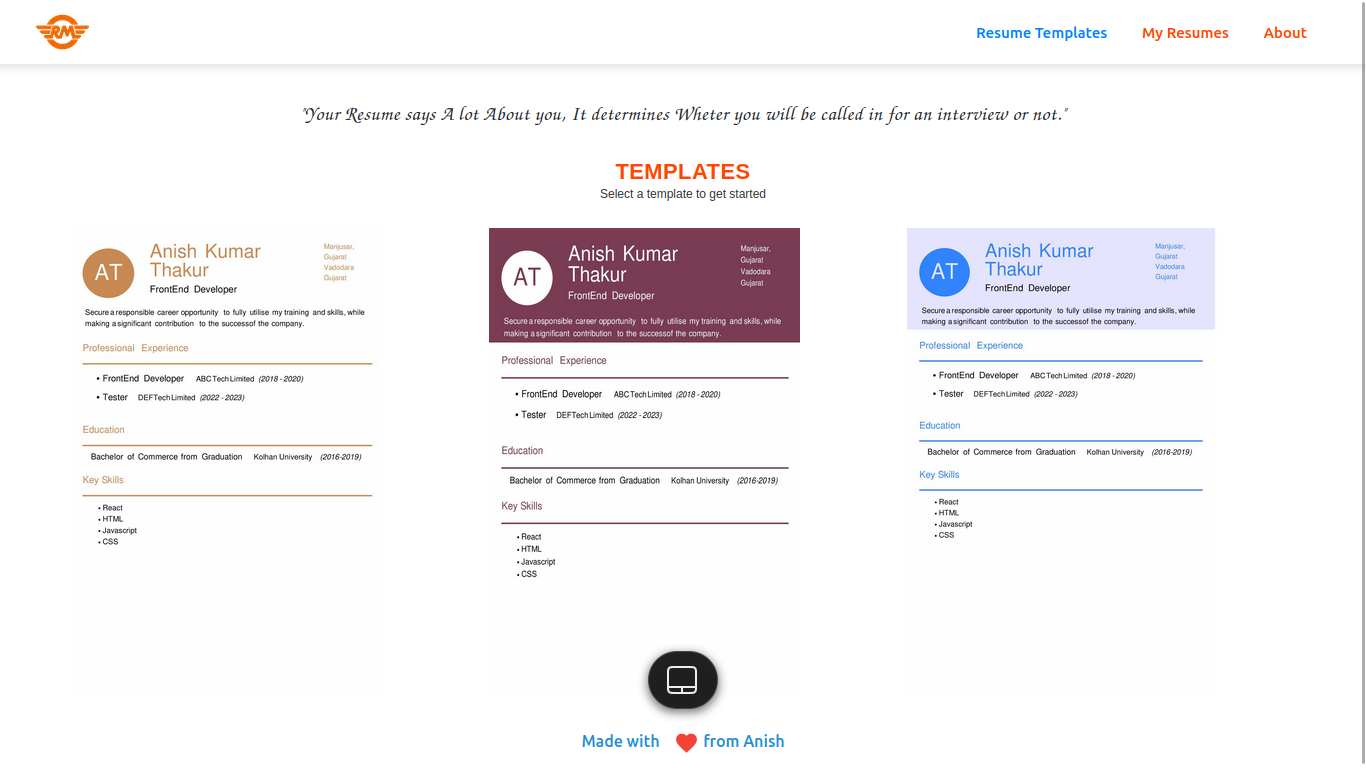 RM
Resume Templates
My Resumes
About
"Your Resume says A lot About you, It determines Wheter you will be called in for an interview or not."
TEMPLATES
Select a template to get started
AT
Anish Kumar
Thakur
FrontEnd Developer
Manjusar,
Gujarat
Vadodara
Gujarat
Secure a responsible career opportunity to fully utilise my training and skills, while
making a significant contribution to the successof the company.
Professional Experience
• FrontEnd Developer ABC Tech Limited (2018 - 2020)
• Tester DEF Tech Limited (2022 - 2023)
Education
Bachelor of Commerce from Graduation Kolhan University (2016-2019)
Key Skills
• React
• HTML
• Javascript
• CSS
AT
Anish Kumar
Thakur
FrontEnd Developer
Manjusar,
Gujarat
Vadodara
Gujarat
Secure a responsible career opportunity to fully utilise my training and skills, while
making a significant contribution to the successof the company.
Professional Experience
• FrontEnd Developer ABC Tech Limited (2018 - 2020)
• Tester DEF Tech Limited (2022 - 2023)
Education
Bachelor of Commerce from Graduation Kolhan University (2016-2019)
Key Skills
• React
• HTML
• Javascript
• CSS
AT
Anish Kumar
Thakur
FrontEnd Developer
Manjusar,
Gujarat
Vadodara
Gujarat
Secure a responsible career opportunity to fully utilise my training and skills, while
making a significant contribution to the successof the company.
Professional Experience
• FrontEnd Developer ABC Tech Limited (2018 - 2020)
• Tester DEF Tech Limited (2022 - 2023)
Education
Bachelor of Commerce from Graduation Kolhan University (2016-2019)
Key Skills
• React
• HTML
• Javascript
• CSS
Made with ❤ from Anish